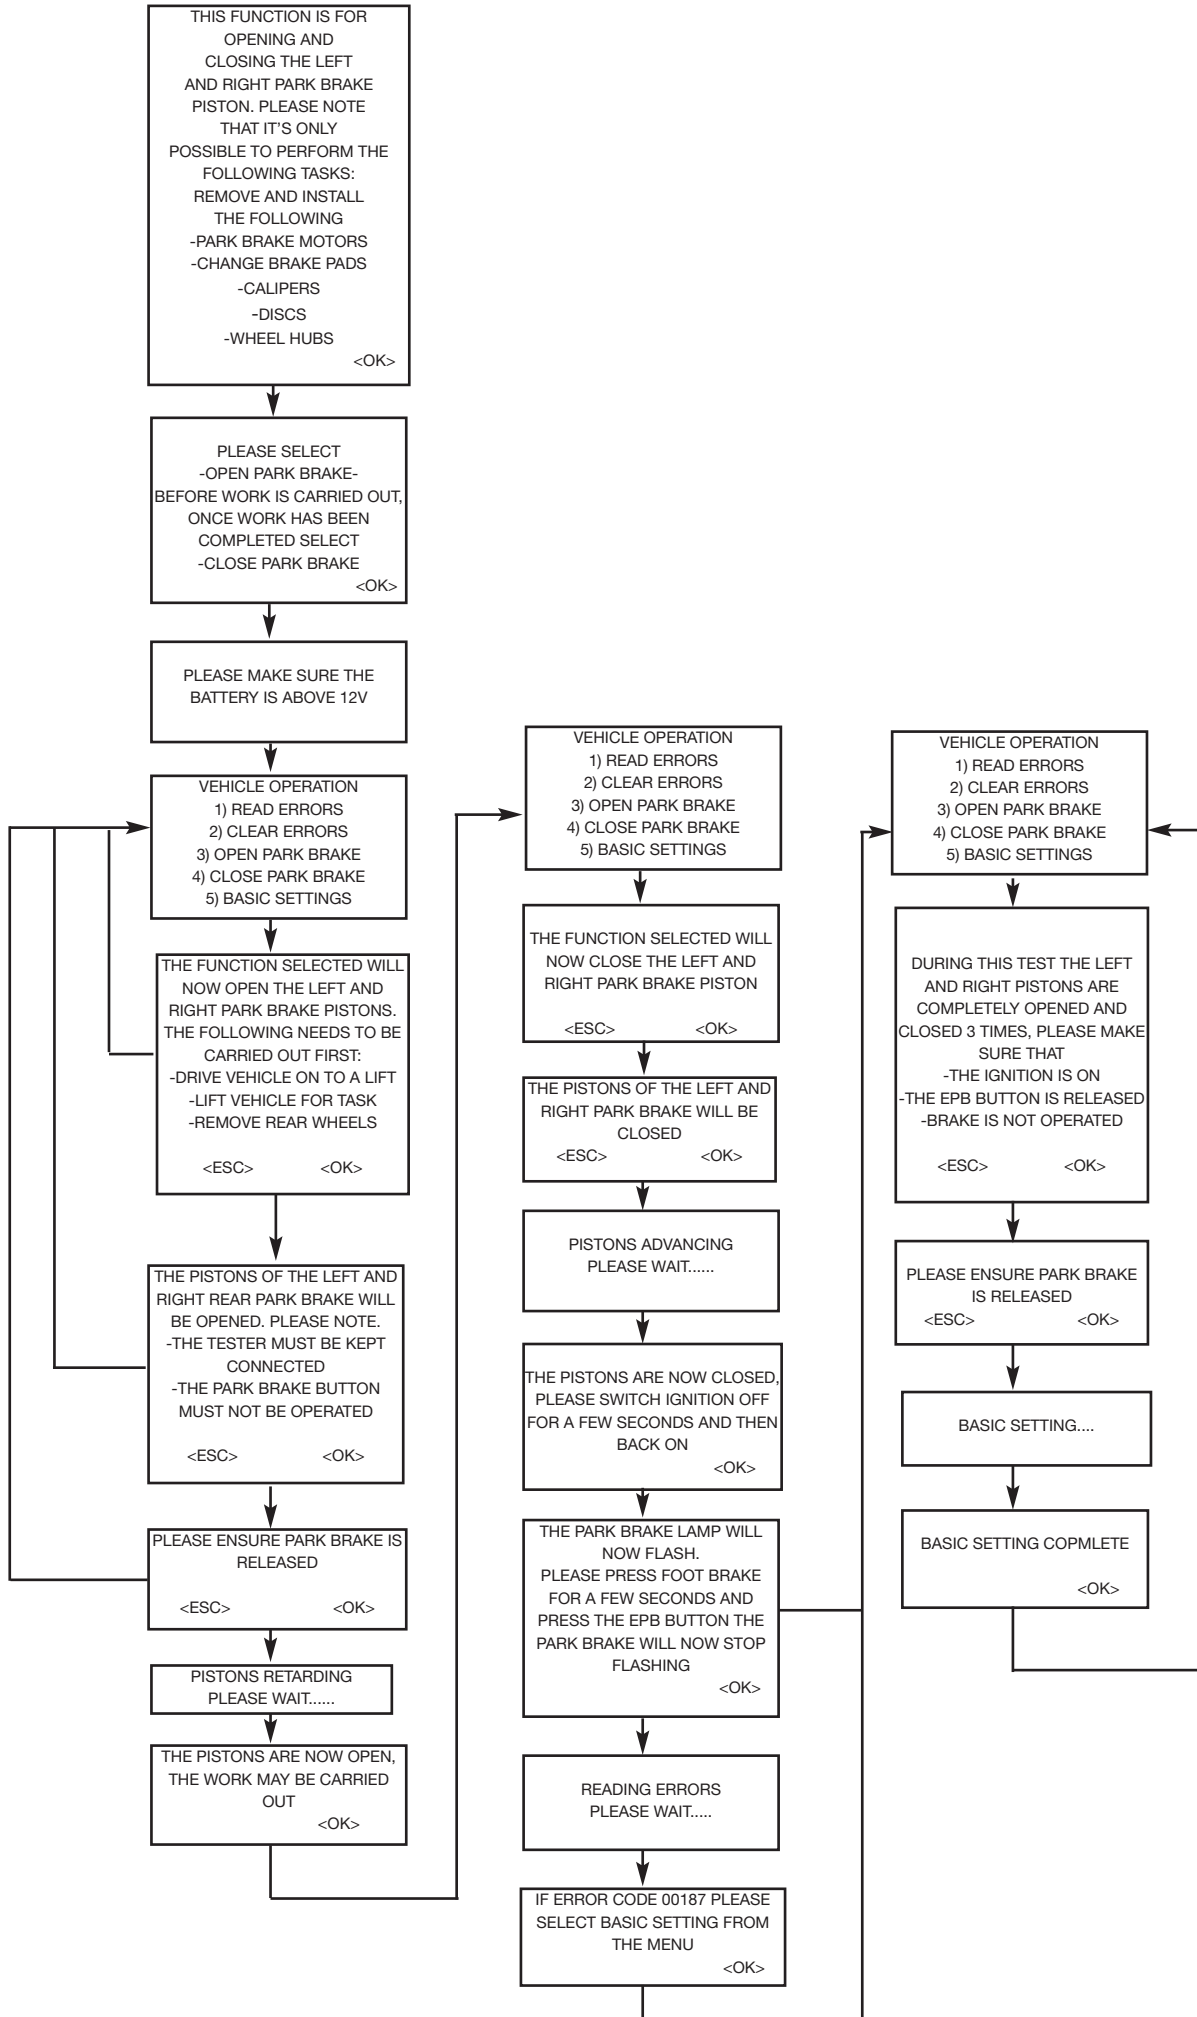 THIS FUNCTION IS FOR
OPENING AND
CLOSING THE LEFT
AND RIGHT PARK BRAKE
PISTON. PLEASE NOTE
THAT IT'S ONLY
POSSIBLE TO PERFORM THE
FOLLOWING TASKS:
REMOVE AND INSTALL
THE FOLLOWING
-PARK BRAKE MOTORS
-CHANGE BRAKE PADS
-CALIPERS
-DISCS
-WHEEL HUBS
<OK>
PLEASE SELECT
-OPEN PARK BRAKE-
BEFORE WORK IS CARRIED OUT,
ONCE WORK HAS BEEN
COMPLETED SELECT
-CLOSE PARK BRAKE
<OK>
PLEASE MAKE SURE THE
BATTERY IS ABOVE 12V
VEHICLE OPERATION
1) READ ERRORS
2) CLEAR ERRORS
3) OPEN PARK BRAKE
4) CLOSE PARK BRAKE
5) BASIC SETTINGS
THE FUNCTION SELECTED WILL
NOW OPEN THE LEFT AND
RIGHT PARK BRAKE PISTONS.
THE FOLLOWING NEEDS TO BE
CARRIED OUT FIRST:
-DRIVE VEHICLE ON TO A LIFT
-LIFT VEHICLE FOR TASK
-REMOVE REAR WHEELS
<ESC> <OK>
THE PISTONS OF THE LEFT AND
RIGHT REAR PARK BRAKE WILL
BE OPENED. PLEASE NOTE.
-THE TESTER MUST BE KEPT
CONNECTED
-THE PARK BRAKE BUTTON
MUST NOT BE OPERATED
<ESC> <OK>
PLEASE ENSURE PARK BRAKE IS
RELEASED
<ESC> <OK>
PISTONS RETARDING
PLEASE WAIT......
THE PISTONS ARE NOW OPEN,
THE WORK MAY BE CARRIED
OUT
<OK>
VEHICLE OPERATION
1) READ ERRORS
2) CLEAR ERRORS
3) OPEN PARK BRAKE
4) CLOSE PARK BRAKE
5) BASIC SETTINGS
THE FUNCTION SELECTED WILL
NOW CLOSE THE LEFT AND
RIGHT PARK BRAKE PISTON
<ESC> <OK>
THE PISTONS OF THE LEFT AND
RIGHT PARK BRAKE WILL BE
CLOSED
<ESC> <OK>
PISTONS ADVANCING
PLEASE WAIT......
THE PISTONS ARE NOW CLOSED,
PLEASE SWITCH IGNITION OFF
FOR A FEW SECONDS AND THEN
BACK ON
<OK>
THE PARK BRAKE LAMP WILL
NOW FLASH.
PLEASE PRESS FOOT BRAKE
FOR A FEW SECONDS AND
PRESS THE EPB BUTTON THE
PARK BRAKE WILL NOW STOP
FLASHING
<OK>
READING ERRORS
PLEASE WAIT.....
IF ERROR CODE 00187 PLEASE
SELECT BASIC SETTING FROM
THE MENU
<OK>
VEHICLE OPERATION
1) READ ERRORS
2) CLEAR ERRORS
3) OPEN PARK BRAKE
4) CLOSE PARK BRAKE
5) BASIC SETTINGS
DURING THIS TEST THE LEFT
AND RIGHT PISTONS ARE
COMPLETELY OPENED AND
CLOSED 3 TIMES, PLEASE MAKE
SURE THAT
-THE IGNITION IS ON
-THE EPB BUTTON IS RELEASED
-BRAKE IS NOT OPERATED
<ESC> <OK>
PLEASE ENSURE PARK BRAKE
IS RELEASED
<ESC> <OK>
BASIC SETTING....
BASIC SETTING COPMLETE
<OK>